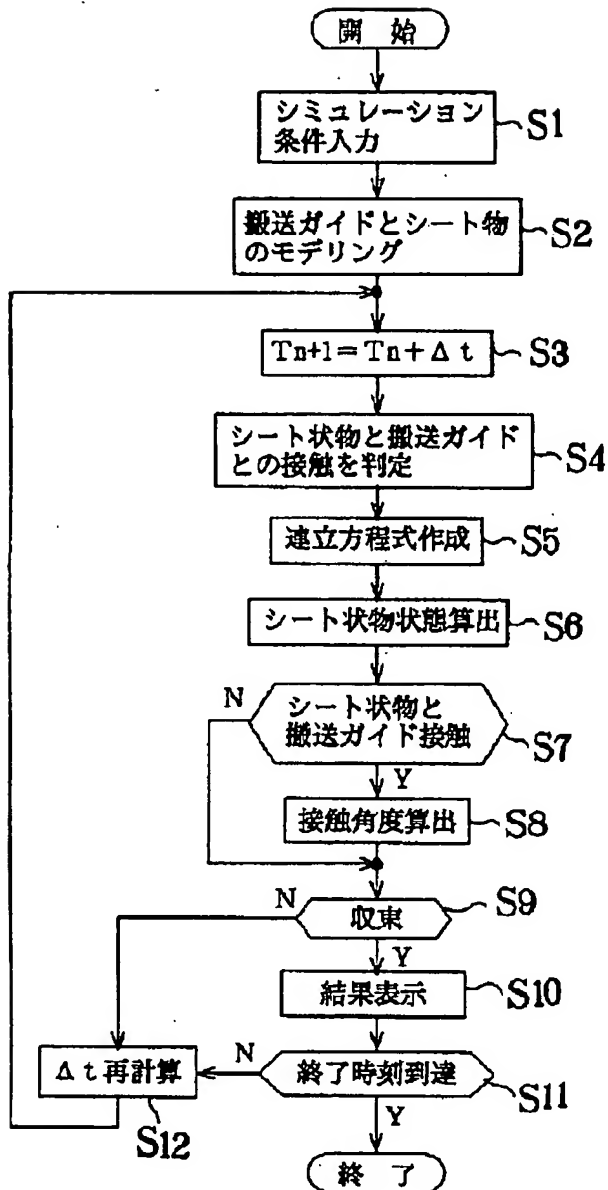 開 始
シミュレーション
条件入力
S1
搬送ガイドとシート物
のモデリング
S2
Tn+1=Tn+Δt
S3
シート状物と搬送ガイド
との接触を判定
S4
連立方程式作成
S5
シート状物状態算出
S6
N
シート状物と
搬送ガイド接触
S7
Y
接触角度算出
S8
N
収束
S9
Y
結果表示
S10
Δt再計算
S12
N
終了時刻到達
S11
Y
終 了